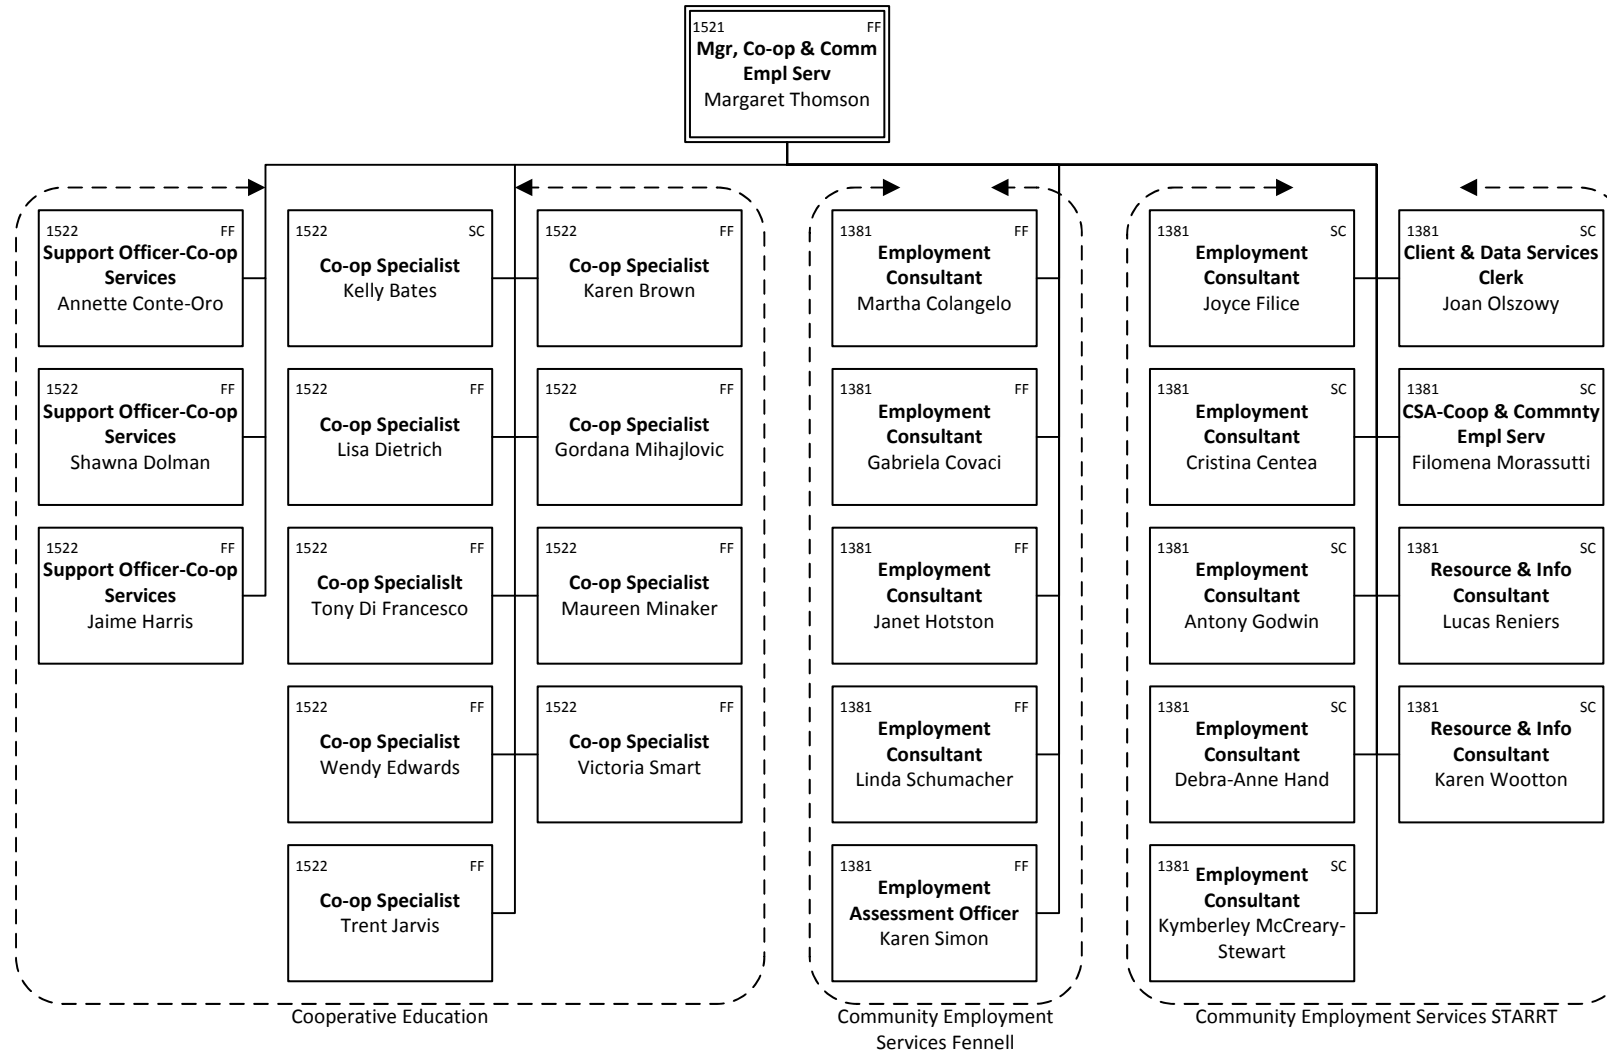 1521 FF
Mgr, Co-op & Comm
Empl Serv
Margaret Thomson
1522 FF
Support Officer-Co-op
Services
Annette Conte-Oro
1522 FF
Support Officer-Co-op
Services
Shawna Dolman
1522 FF
Support Officer-Co-op
Services
Jaime Harris
1522 SC
Co-op Specialist
Kelly Bates
1522 FF
Co-op Specialist
Lisa Dietrich
1522 FF
Co-op Specialislt
Tony Di Francesco
1522 FF
Co-op Specialist
Wendy Edwards
1522 FF
Co-op Specialist
Trent Jarvis
1522 FF
Co-op Specialist
Karen Brown
1522 FF
Co-op Specialist
Gordana Mihajlovic
1522 FF
Co-op Specialist
Maureen Minaker
1522 FF
Co-op Specialist
Victoria Smart
Cooperative Education
1381 FF
Employment
Consultant
Martha Colangelo
1381 FF
Employment
Consultant
Gabriela Covaci
1381 FF
Employment
Consultant
Janet Hotston
1381 FF
Employment
Consultant
Linda Schumacher
1381 FF
Employment
Assessment Officer
Karen Simon
Community Employment
Services Fennell
1381 SC
Employment
Consultant
Joyce Filice
1381 SC
Employment
Consultant
Cristina Centea
1381 SC
Employment
Consultant
Antony Godwin
1381 SC
Employment
Consultant
Debra-Anne Hand
1381 SC
Employment
Consultant
Kymberley McCreary-
Stewart
1381 SC
Client & Data Services
Clerk
Joan Olszowy
1381 SC
CSA-Coop & Commnty
Empl Serv
Filomena Morassutti
1381 SC
Resource & Info
Consultant
Lucas Reniers
1381 SC
Resource & Info
Consultant
Karen Wootton
Community Employment Services STARRT